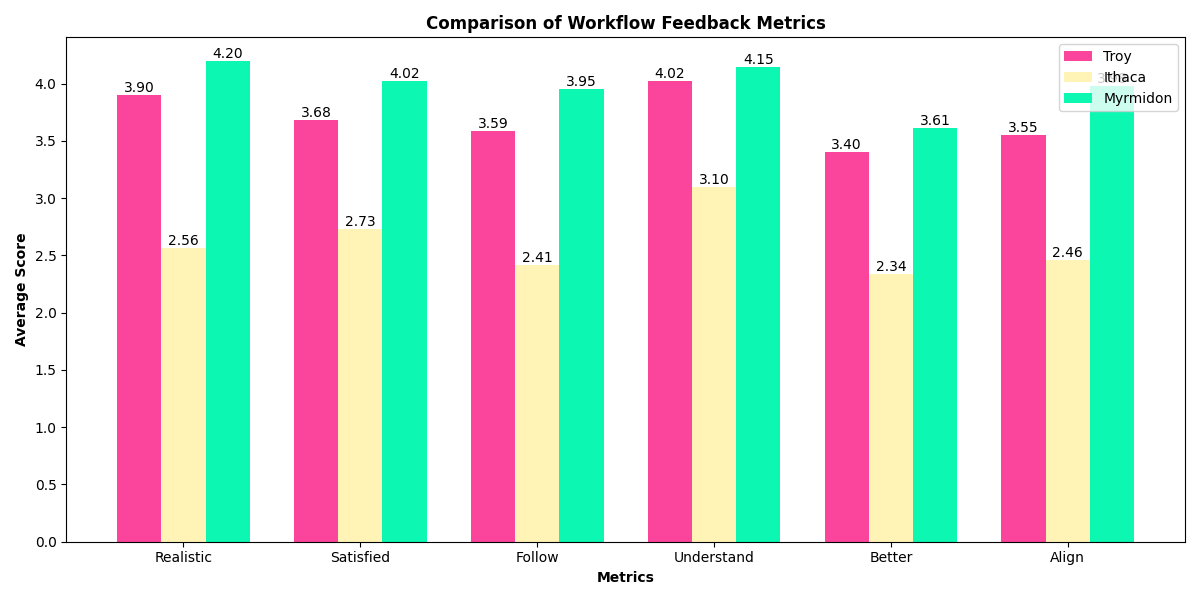 Comparison of Workflow Feedback Metrics
Troy
Ithaca
Myrmidon
Average Score
4.0
3.5
3.0
2.5
2.0
1.5
1.0
0.5
0.0
3.90
2.56
4.20
3.68
2.73
4.02
3.59
2.41
3.95
4.02
3.10
4.15
3.40
2.34
3.61
3.55
2.46
Realistic
Satisfied
Follow
Understand
Better
Align
Metrics